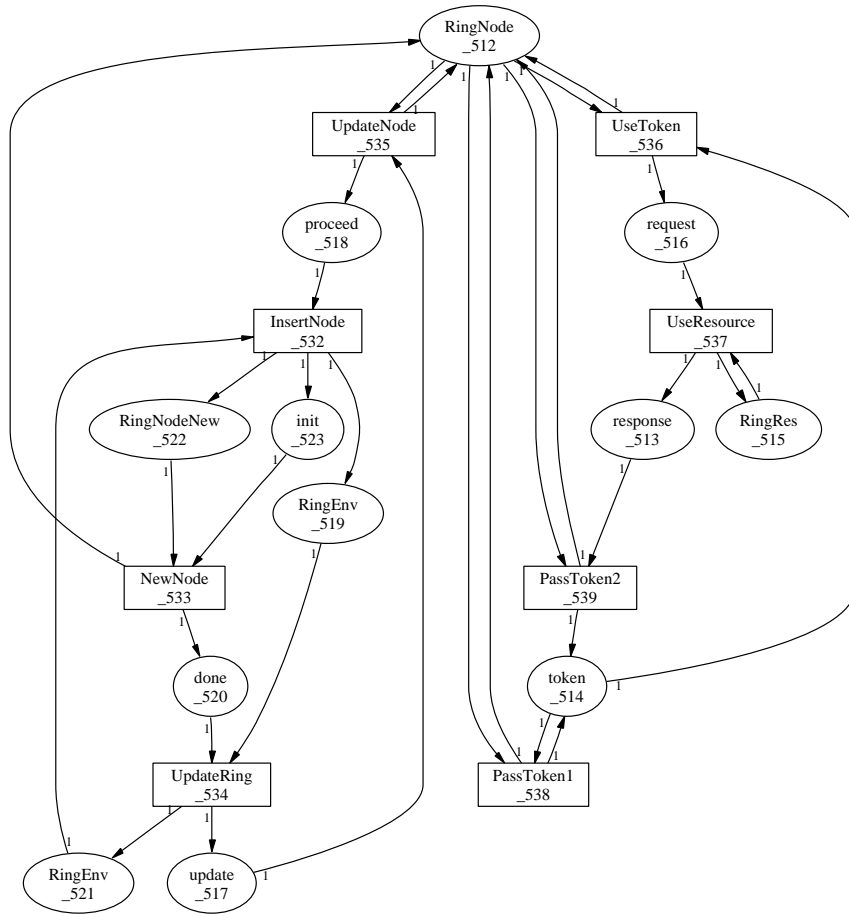 RingNode
_512
1
1
1
1
1
1
UpdateNode
_535
UseToken
_536
1
1
proceed
_518
request
_516
1
1
InsertNode
_532
UseResource
_537
1
1
1
1
1
1
RingNodeNew
_522
init
_523
response
_513
RingRes
_515
1
1
1
RingEnv
_519
1
1
1
NewNode
_533
PassToken2
_539
1
1
done
_520
token
_514
1
1
1
1
1
UpdateRing
_534
PassToken1
_538
1
1
1
RingEnv
_521
update
_517
1